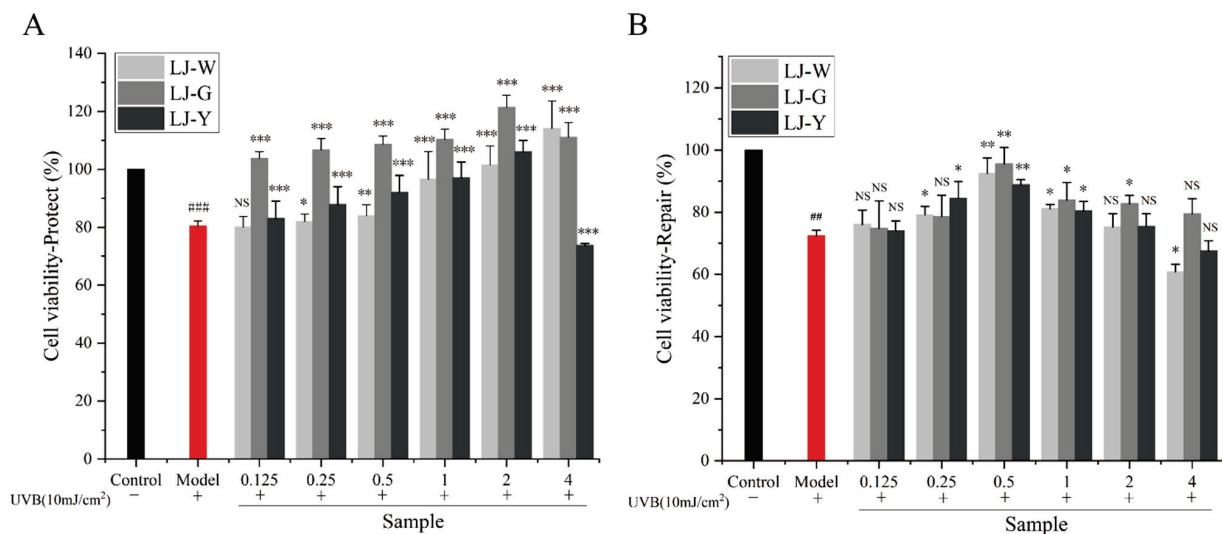 A
140
120
100
80
60
40
20
0
Cell viability-Protect (%)
LJ-W
LJ-G
LJ-Y
###
NS *** ***
* *** ***
** *** ***
*** *** ***
*** *** ***
*** *** ***
Control Model 0.125 0.25 0.5 1 2 4
UVB(10mJ/cm²) − + + + + + + +
Sample
B
120
100
80
60
40
20
0
Cell viability-Repair (%)
LJ-W
LJ-G
LJ-Y
##
NS NS NS
* NS *
** ** **
* * *
NS * NS
* NS NS
Control Model 0.125 0.25 0.5 1 2 4
UVB(10mJ/cm²) − + + + + + + +
Sample